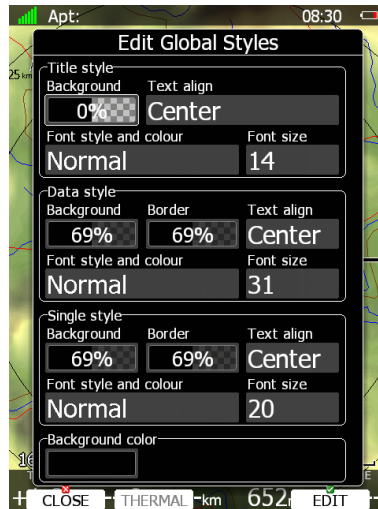 Apt: 08:30
Edit Global Styles
25 km
Title style
Background Text align
0% Center
Font style and colour Font size
Normal 14
Data style
Background Border Text align
69% 69% Center
Font style and colour Font size
Normal 31
Single style
Background Border Text align
69% 69% Center
Font style and colour Font size
Normal 20
Background color
16
E
CLOSE THERMAL km 652 EDIT